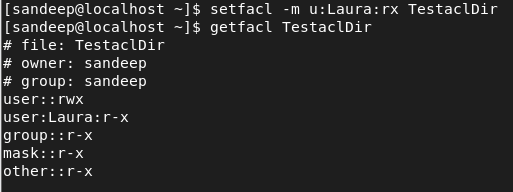 [sandeep@localhost ~]$ setfacl -m u:Laura:rx TestaclDir
[sandeep@localhost ~]$ getfacl TestaclDir
# file: TestaclDir
# owner: sandeep
# group: sandeep
user::rwx
user:Laura:r-x
group::r-x
mask::r-x
other::r-x